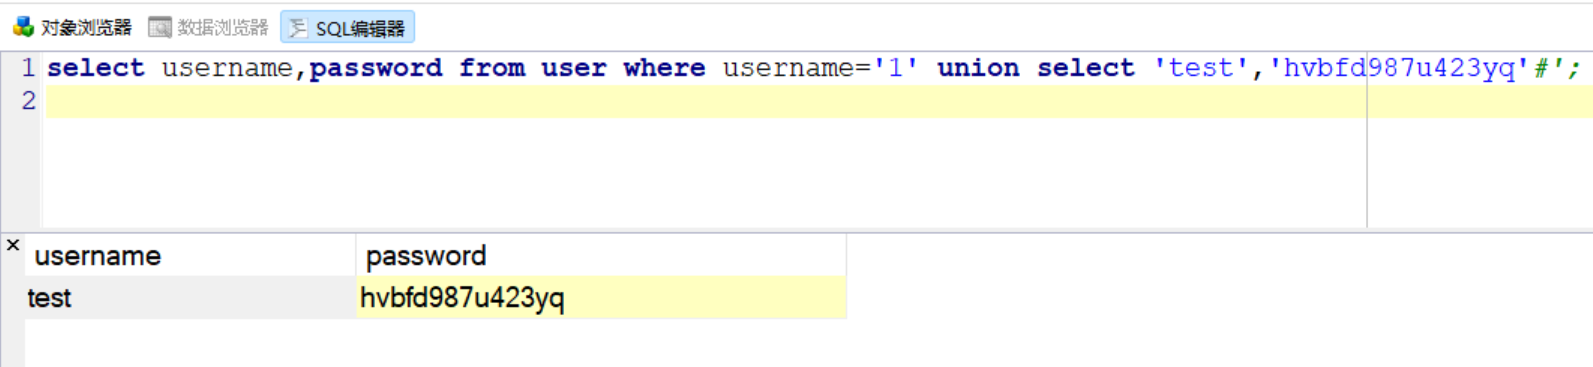 对象浏览器 数据浏览器 SQL编辑器
1 select username,password from user where username='1' union select 'test','hvbfd987u423yq'#';
2
× username password
test hvbfd987u423yq